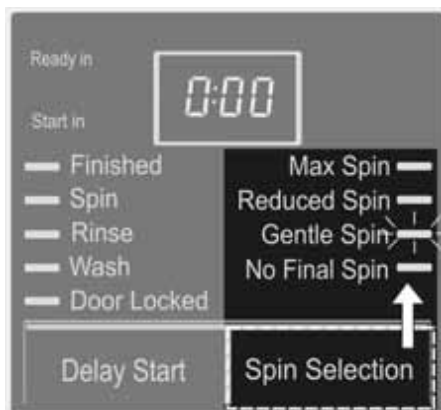 Ready in
0:00
Start in
Finished
Spin
Rinse
Wash
Door Locked
Max Spin
Reduced Spin
Gentle Spin
No Final Spin
Delay Start
Spin Selection